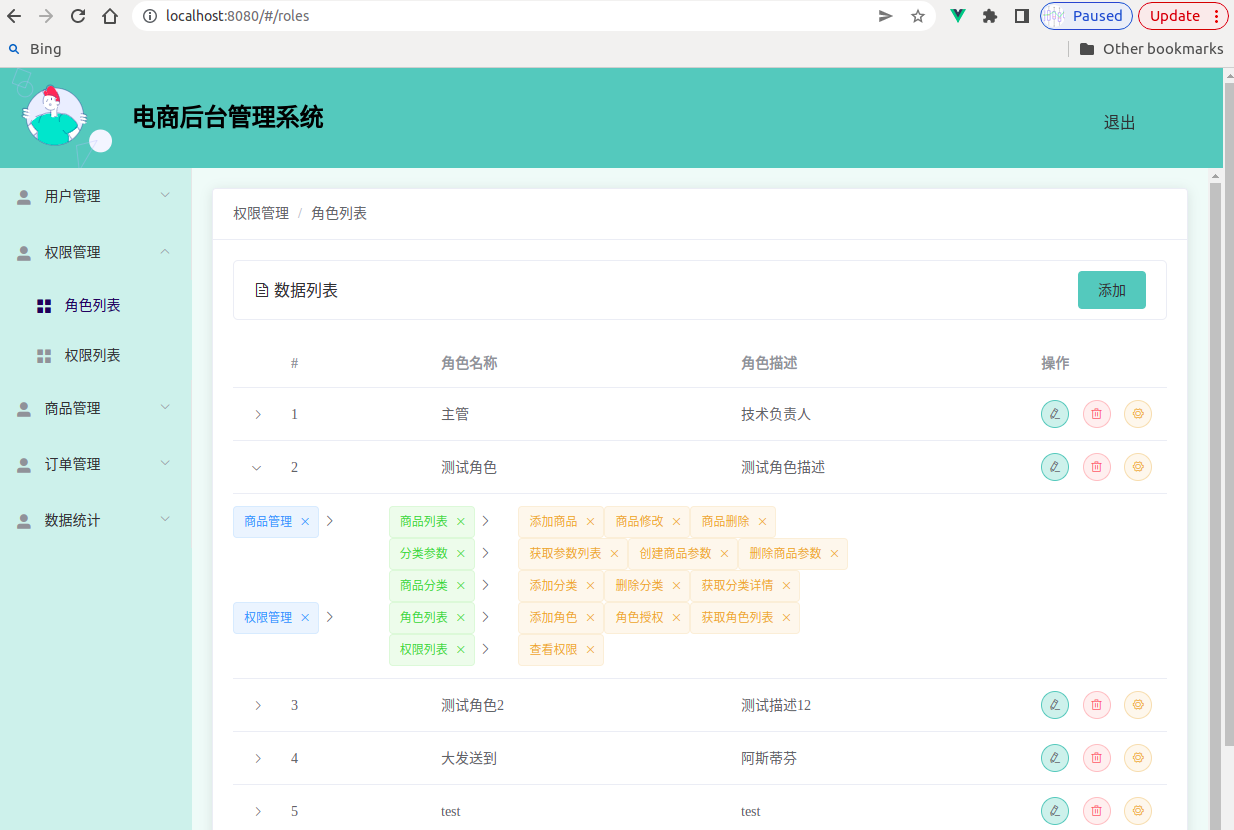 localhost:8080/#/roles
Paused
Update
Bing
Other bookmarks
电商后台管理系统
退出
用户管理
权限管理
角色列表
权限列表
商品管理
订单管理
数据统计
权限管理 / 角色列表
数据列表
添加
# 角色名称 角色描述 操作
1 主管 技术负责人
2 测试角色 测试角色描述
商品管理 商品列表 添加商品 商品修改 商品删除
分类参数 获取参数列表 创建商品参数 删除商品参数
商品分类 添加分类 删除分类 获取分类详情
权限管理 角色列表 添加角色 角色授权 获取角色列表
权限列表 查看权限
3 测试角色2 测试描述12
4 大发送到 阿斯蒂芬
5 test test